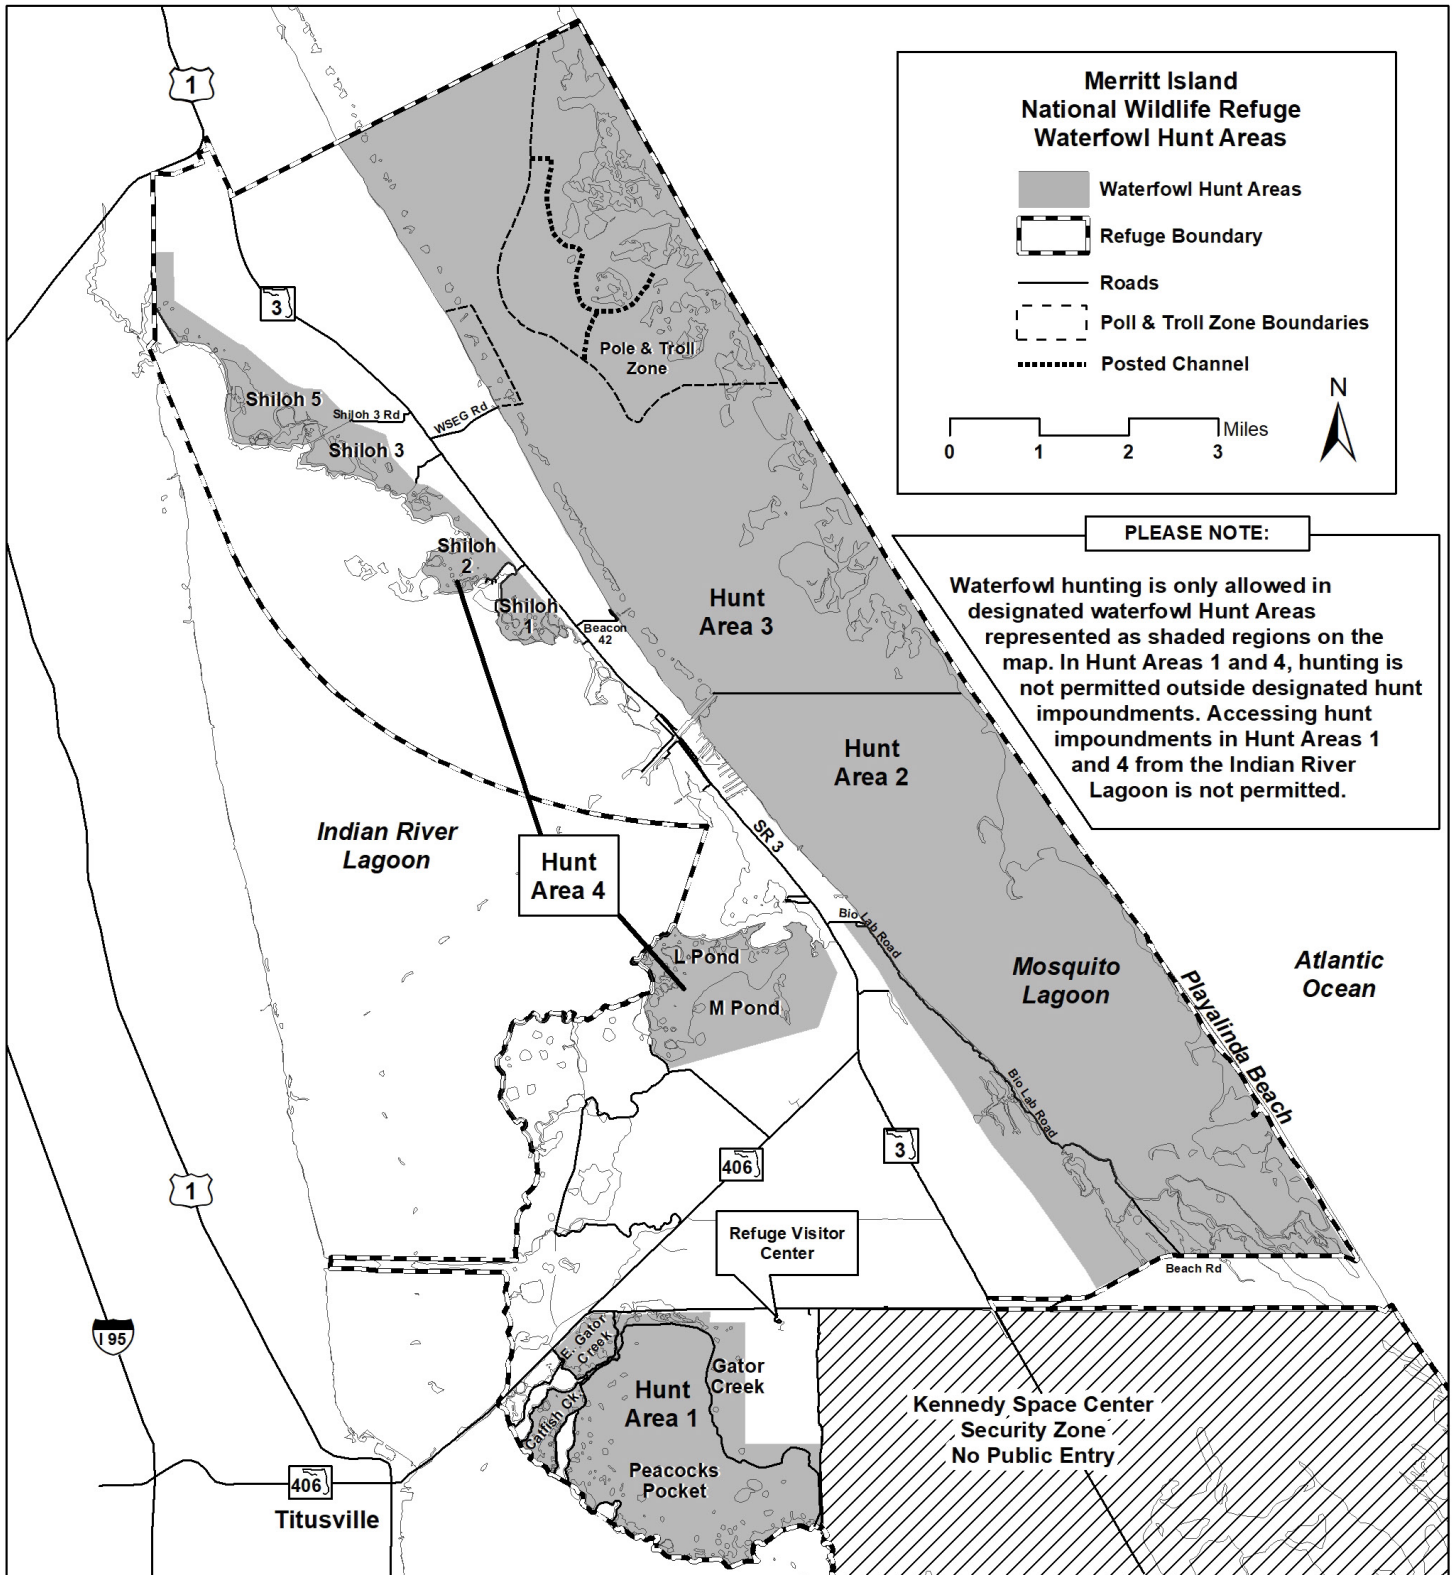 Merritt Island
National Wildlife Refuge
Waterfowl Hunt Areas
Waterfowl Hunt Areas
Refuge Boundary
Roads
Poll & Troll Zone Boundaries
Posted Channel
N
Miles
0 1 2 3
PLEASE NOTE:
Waterfowl hunting is only allowed in
designated waterfowl Hunt Areas
represented as shaded regions on the
map. In Hunt Areas 1 and 4, hunting is
not permitted outside designated hunt
impoundments. Accessing hunt
impoundments in Hunt Areas 1
and 4 from the Indian River
Lagoon is not permitted.
1
3
Pole & Troll
Zone
Shiloh 5
Shiloh 3 Rd
WSEG Rd
Shiloh 3
Shiloh
2
Shiloh
1
Beacon
42
Hunt
Area 3
Hunt
Area 2
SR 3
Indian River
Lagoon
Hunt
Area 4
Bio Lab Road
L Pond
M Pond
Mosquito
Lagoon
Atlantic
Ocean
Playalinda Beach
Bio Lab Road
3
406
1
Refuge Visitor
Center
Beach Rd
I 95
E. Gator
Creek
Gator
Creek
Hunt
Area 1
Catfish Ck.
Peacocks
Pocket
Kennedy Space Center
Security Zone
No Public Entry
406
Titusville